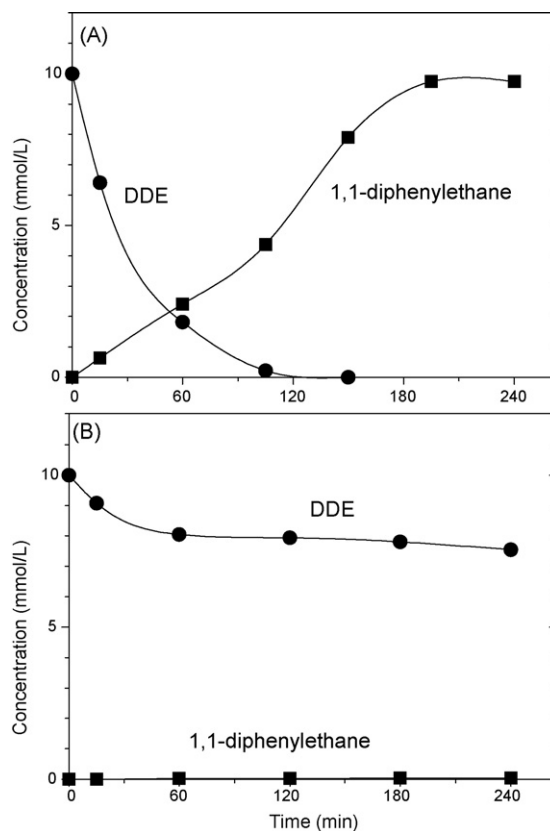 (A)
10
DDE
1,1-diphenylethane
5
0
Concentration (mmol/L)
0 60 120 180 240
(B)
10
DDE
5
1,1-diphenylethane
0
Concentration (mmol/L)
0 60 120 180 240
Time (min)